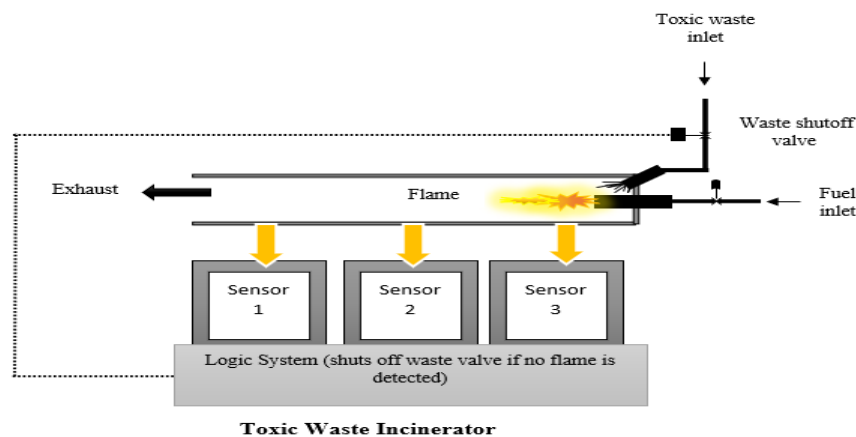 Toxic waste
inlet
Waste shutoff
valve
Exhaust
Flame
Fuel
inlet
Sensor
1
Sensor
2
Sensor
3
Logic System (shuts off waste valve if no flame is
detected)
Toxic Waste Incinerator